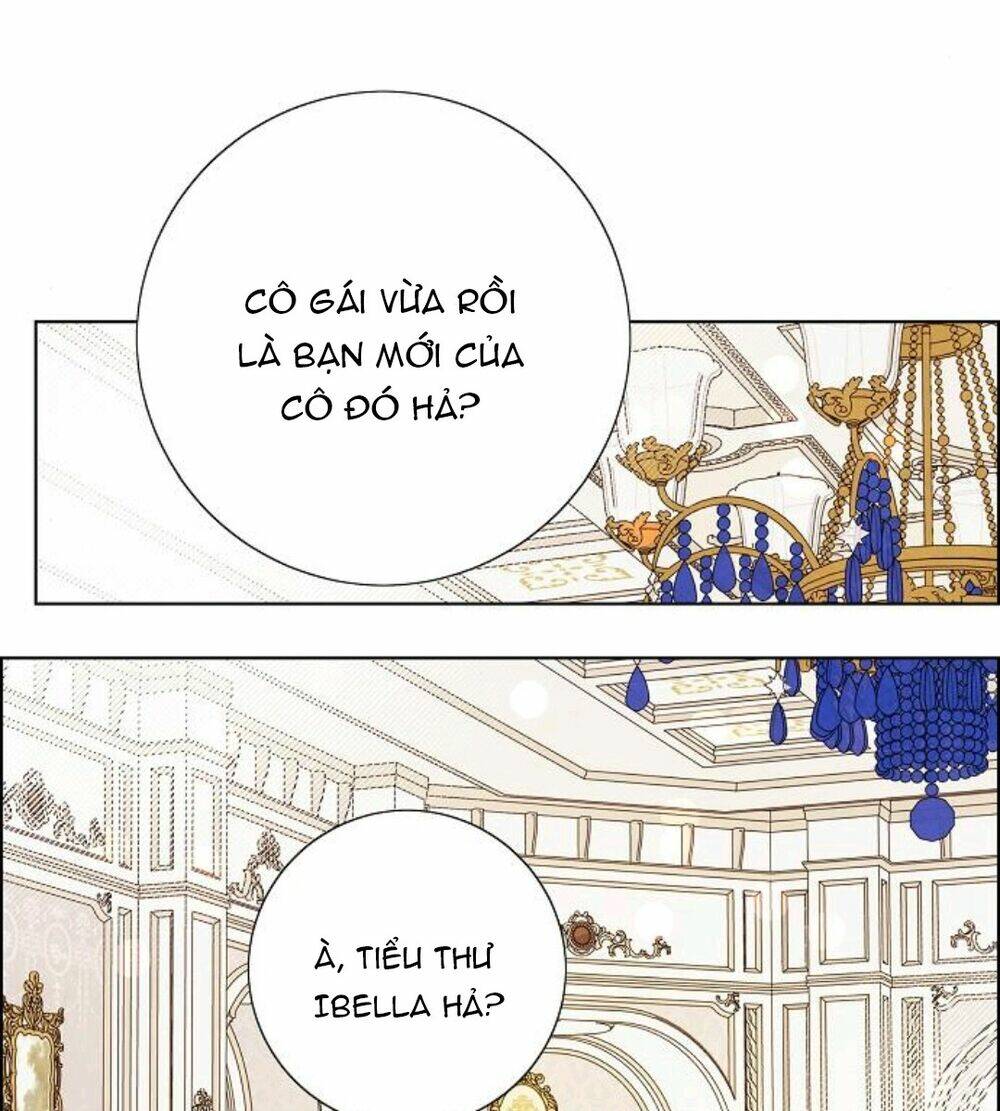 CÔ GÁI VỪA RỒI
LÀ BẠN MỚI CỦA
CÔ ĐÓ HẢ?
À, TIỂU THƯ
IBELLA HẢ?